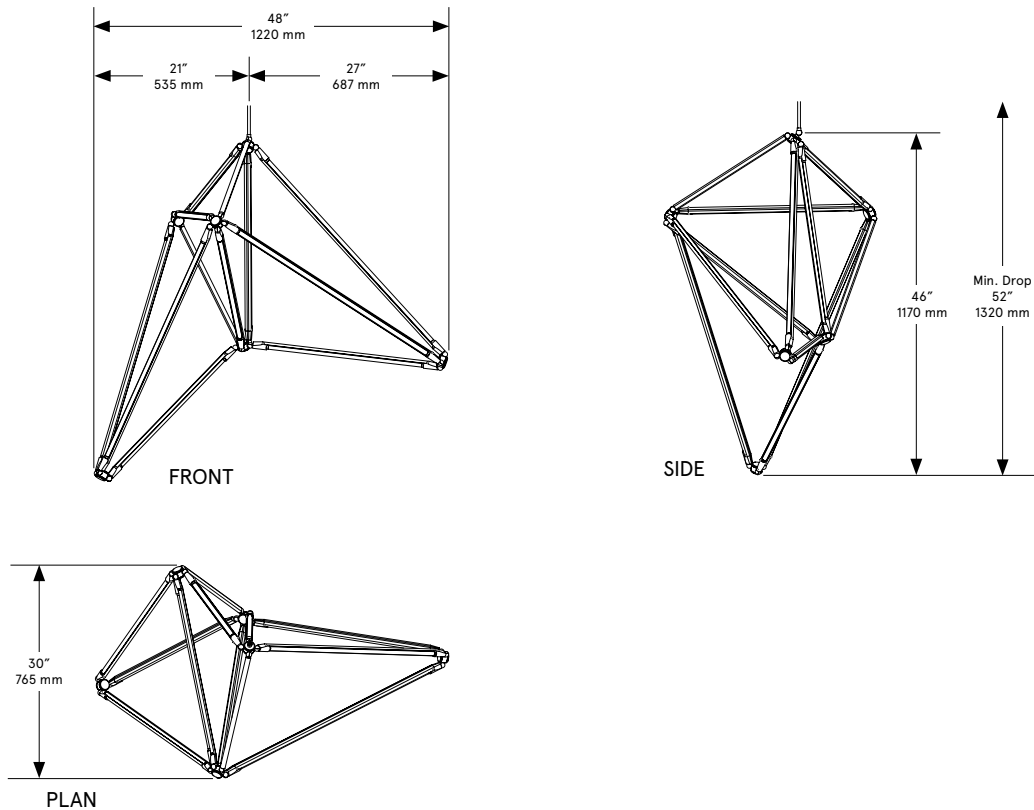 48”
1220 mm
21”
535 mm
27”
687 mm
FRONT
46”
1170 mm
Min. Drop
52”
1320 mm
SIDE
30”
765 mm
PLAN